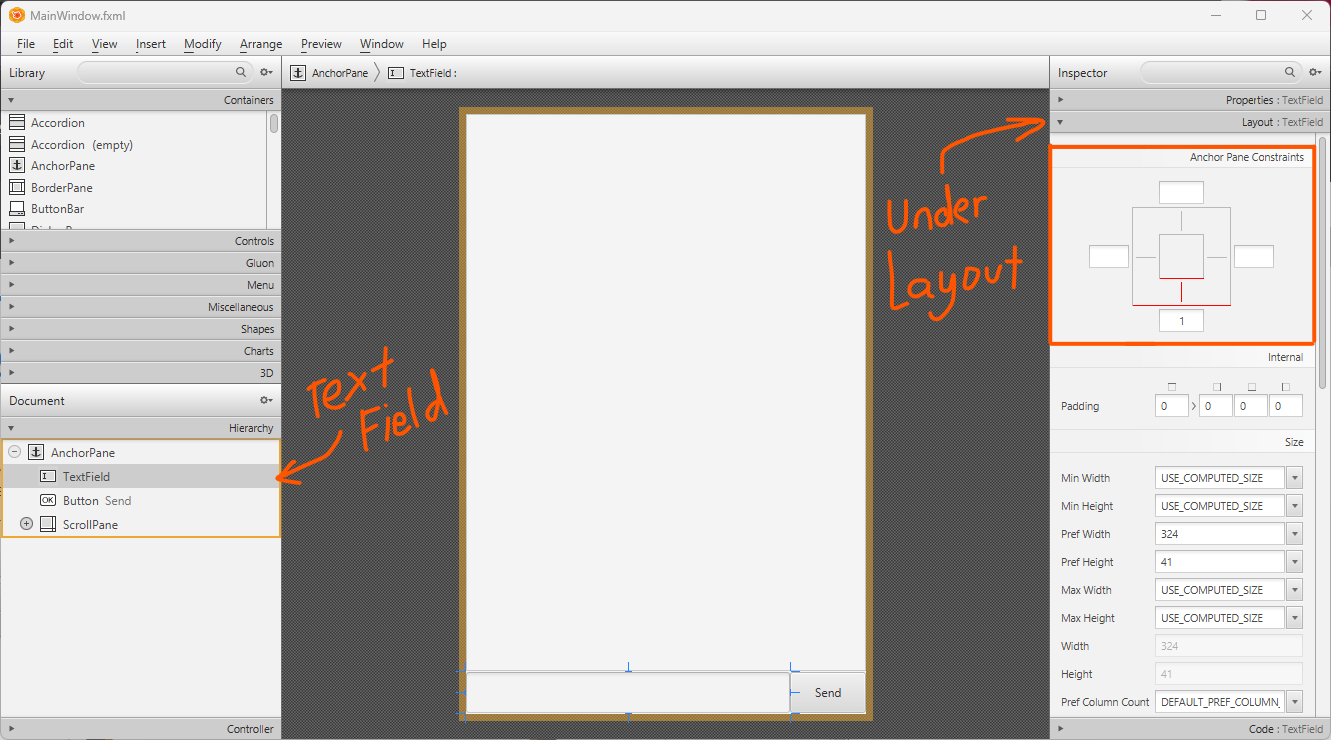 MainWindow.fxml
File Edit View Insert Modify Arrange Preview Window Help
Library
AnchorPane TextField :
Inspector
Containers
Accordion
Accordion (empty)
AnchorPane
BorderPane
ButtonBar
Controls
Gluon
Menu
Miscellaneous
Shapes
Charts
3D
Document
Hierarchy
AnchorPane
TextField
OK Button Send
ScrollPane
Controller
Text
Field
Send
Under
Layout
Properties : TextField
Layout : TextField
Anchor Pane Constraints
1
Internal
Padding 0 0 0 0
Size
Min Width USE_COMPUTED_SIZE
Min Height USE_COMPUTED_SIZE
Pref Width 324
Pref Height 41
Max Width USE_COMPUTED_SIZE
Max Height USE_COMPUTED_SIZE
Width 324
Height 41
Pref Column Count DEFAULT_PREF_COLUMN_
Code : TextField